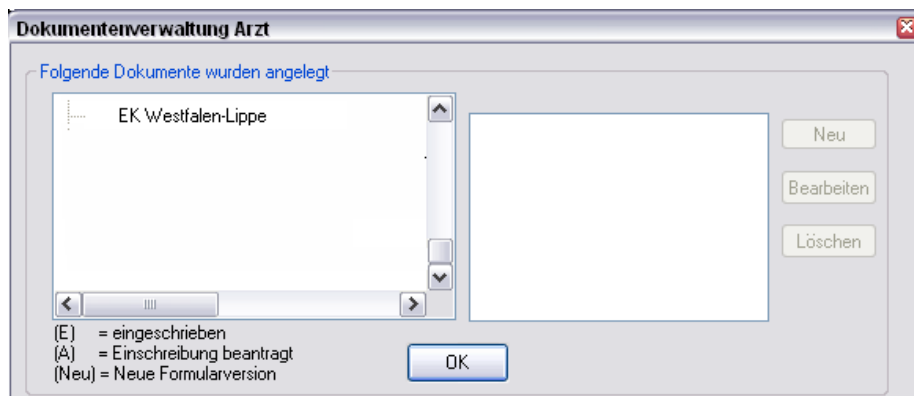 Dokumentenverwaltung Arzt
Folgende Dokumente wurden angelegt
EK Westfalen-Lippe
Neu
Bearbeiten
Löschen
(E) = eingeschrieben
(A) = Einschreibung beantragt
(Neu) = Neue Formularversion
OK